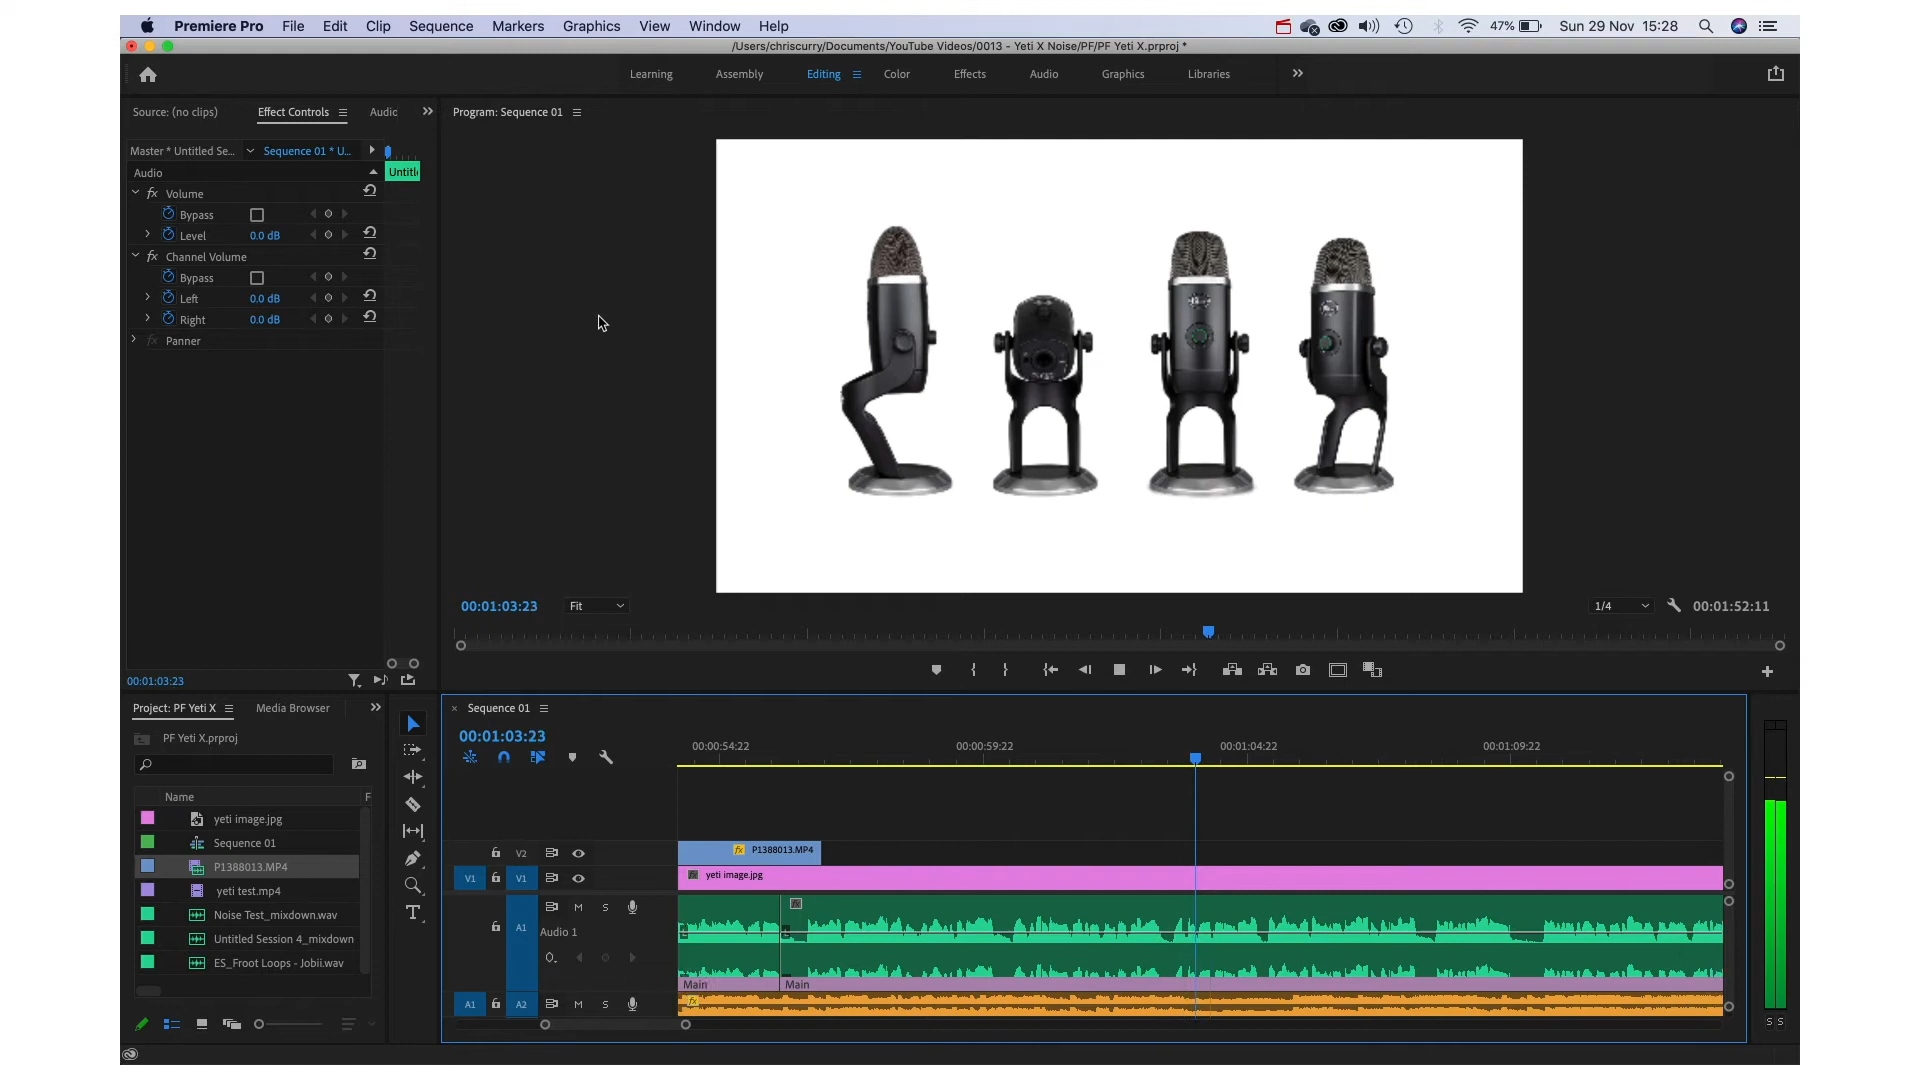 Premiere Pro File Edit Clip Sequence Markers Graphics View Window Help 47% Sun 29 Nov 15:28
/Users/chriscurry/Documents/YouTube Videos/0013 - Yeti X Noise/PF/PF Yeti X.prproj *
Learning Assembly Editing Color Effects Audio Graphics Libraries
Source: (no clips) Effect Controls Audio
Program: Sequence 01
Master * Untitled Se... Sequence 01 * U...
Audio
Untitl
fx Volume
Bypass
Level 0.0 dB
fx Channel Volume
Bypass
Left 0.0 dB
Right 0.0 dB
fx Panner
00:01:03:23 Fit 1/4 00:01:52:11
00:01:03:23
Project: PF Yeti X Media Browser
PF Yeti X.prproj
Name F
yeti image.jpg
Sequence 01
P1388013.MP4
yeti test.mp4
Noise Test_mixdown.wav
Untitled Session 4_mixdown
ES_Froot Loops - Jobii.wav
T
× Sequence 01
00:01:03:23
00:00:54:22 00:00:59:22 00:01:04:22 00:01:09:22
V2 fx P1388013.MP4
V1 V1 yeti image.jpg
A1 M S
Audio 1
Main Main
A1 A2 M S fx
S S